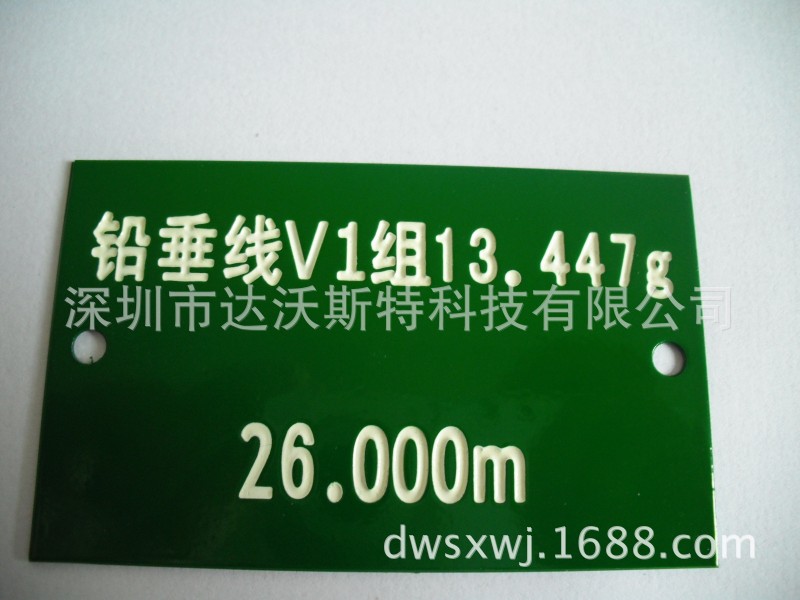 铅垂线V1组13.447g
深圳市达沃斯特科技有限公司
26.000m
dwsxwj.1688.com